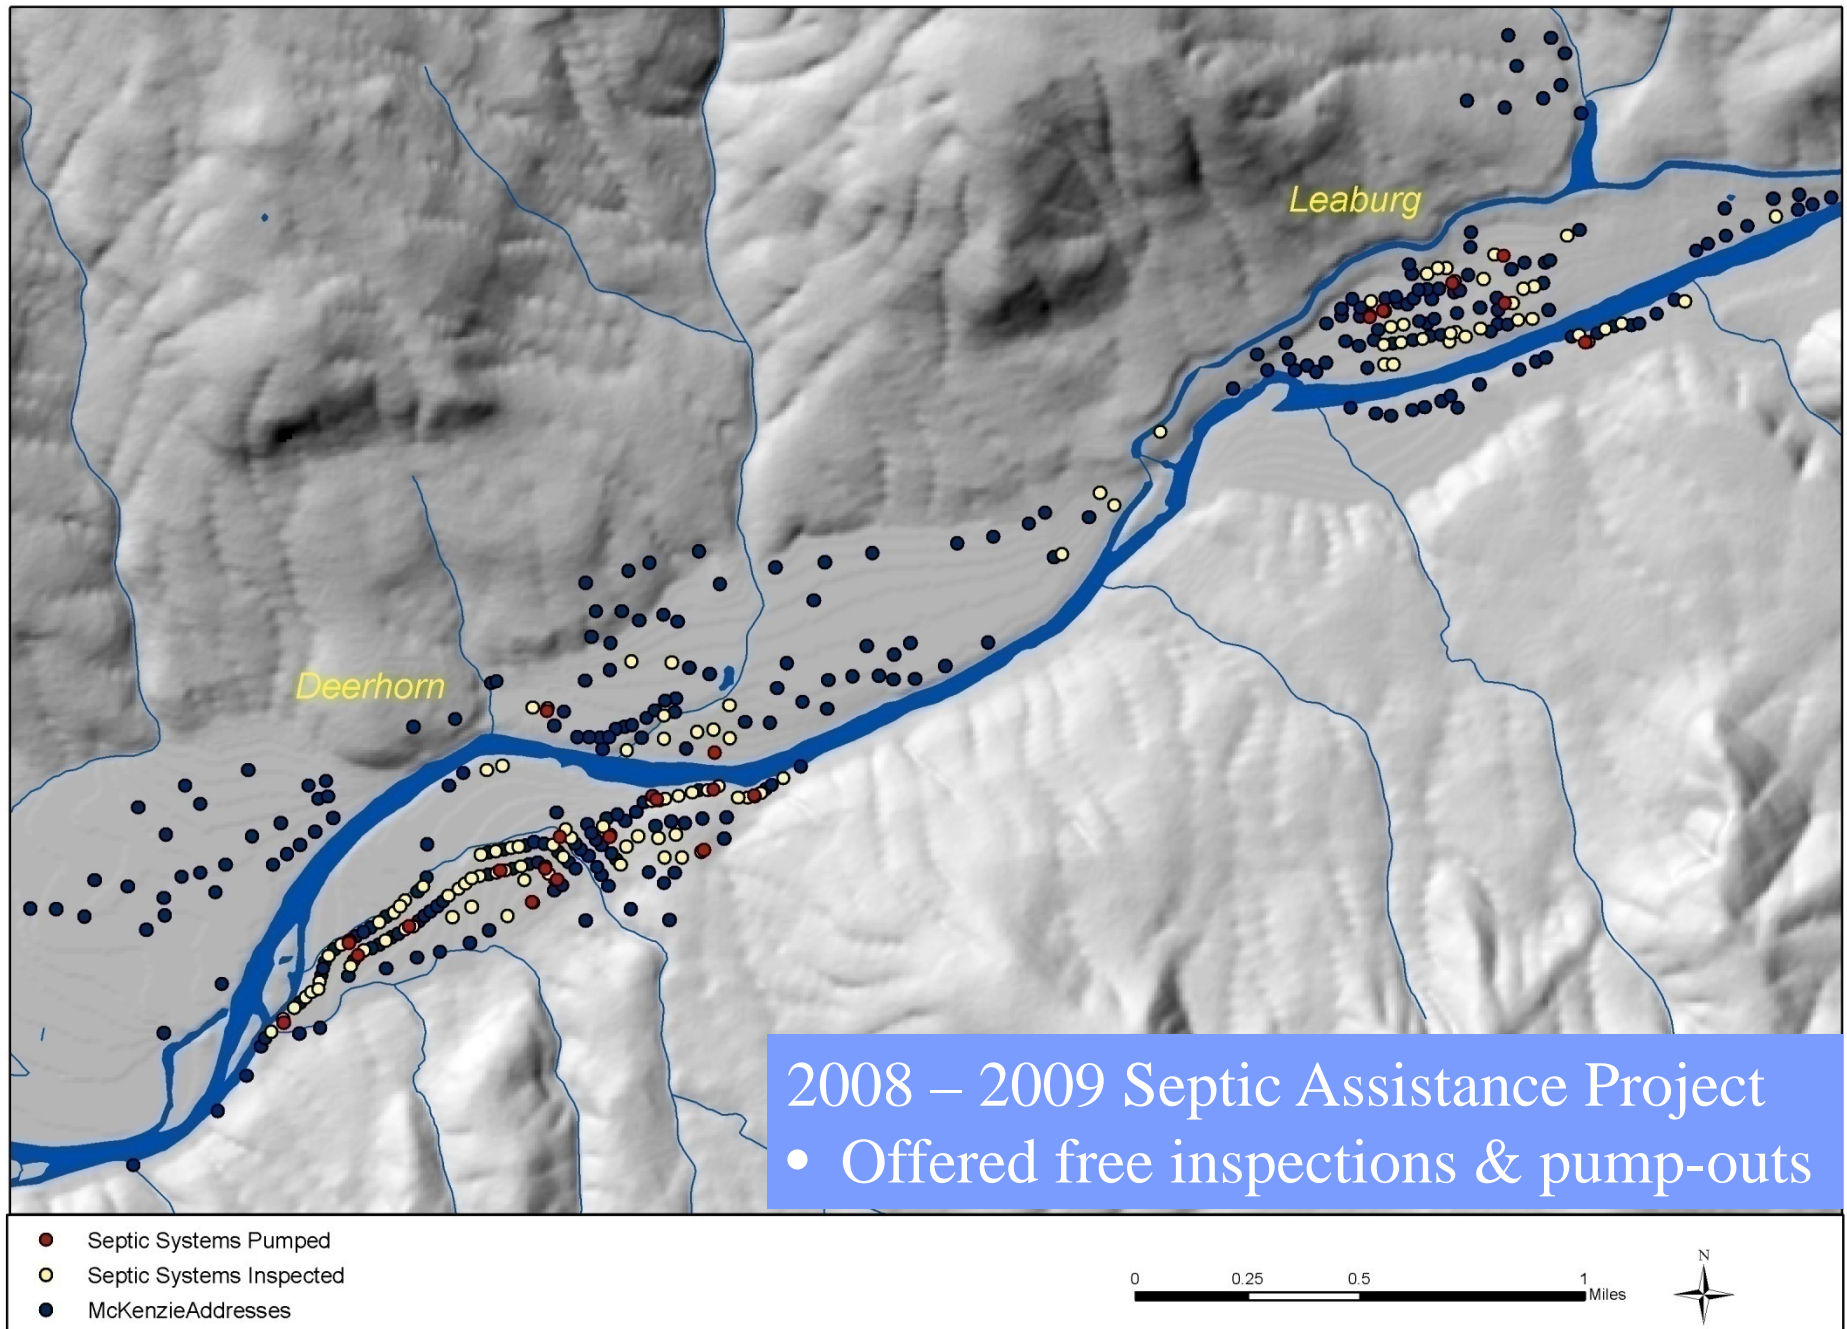 Leaburg
Deerhorn
2008 – 2009 Septic Assistance Project
• Offered free inspections & pump-outs
Septic Systems Pumped
Septic Systems Inspected
McKenzieAddresses
0 0.25 0.5 1
Miles
N